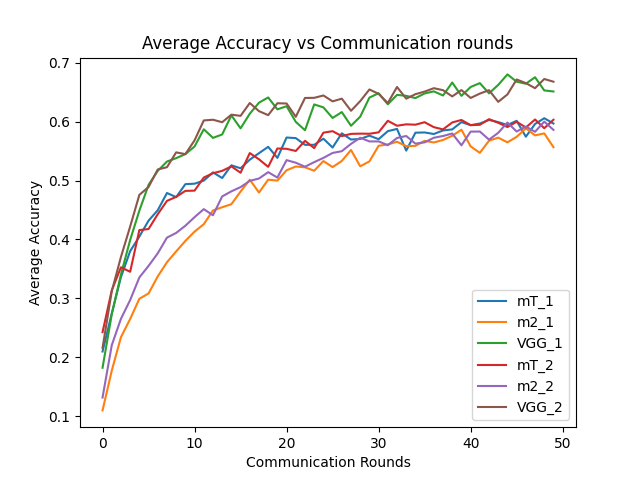 Average Accuracy vs Communication rounds
Average Accuracy
0.7
0.6
0.5
0.4
0.3
0.2
0.1
0
10
20
30
40
50
Communication Rounds
mT_1
m2_1
VGG_1
mT_2
m2_2
VGG_2